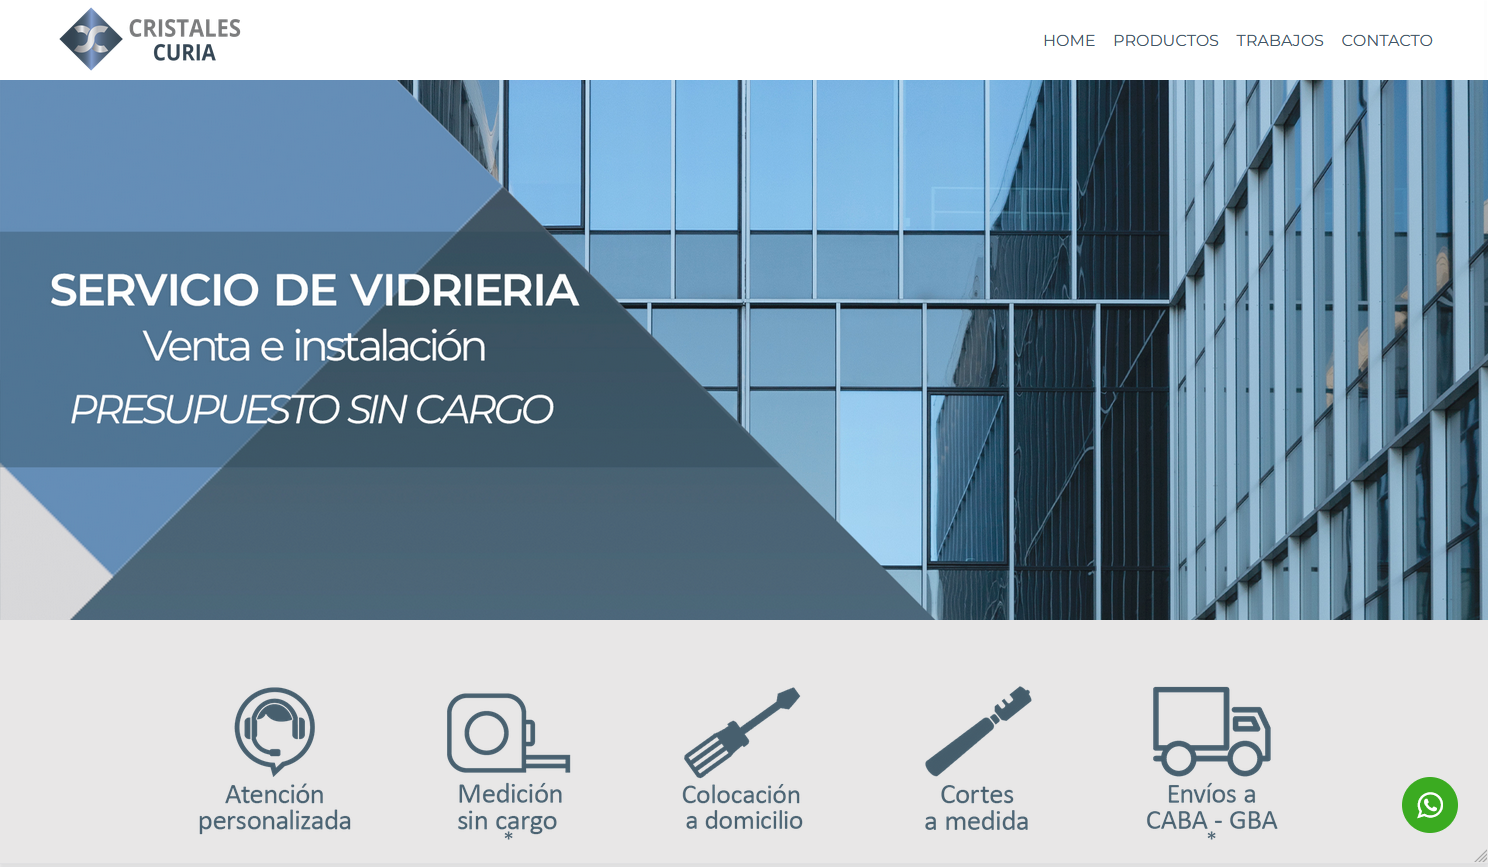 CRISTALES
CURIA
HOME PRODUCTOS TRABAJOS CONTACTO
SERVICIO DE VIDRIERIA
Venta e instalación
PRESUPUESTO SIN CARGO
Atención
personalizada
Medición
sin cargo
*
Colocación
a domicilio
Cortes
a medida
Envíos a
CABA - GBA
*